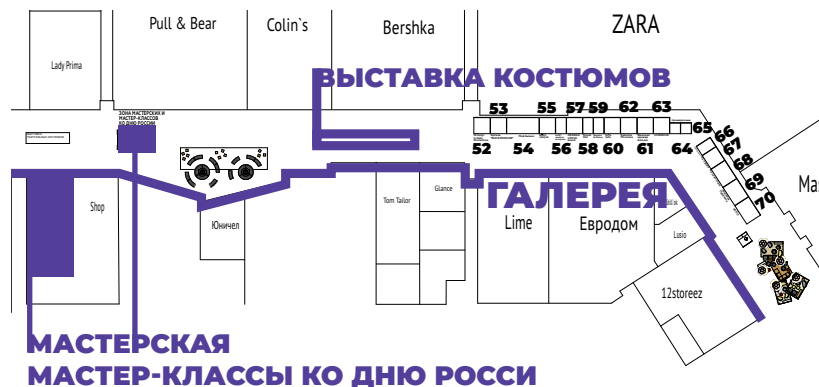 Pull & Bear
Colin`s
Bershka
ZARA
Lady Prima
ВЫСТАВКА КОСТЮМОВ
ЗОНА МАСТЕРСКИХ И
МАСТЕР-КЛАССОВ
КО ДНЮ РОССИИ
53 55 57 59 62 63
52 54 56 58 60 61 64
65
66
67
68
69
70
Ma
Shop
Юничел
Tom Tailor
Glance
ГАЛЕРЕЯ
Lime
Евродом
Lusio
12storeez
МАСТЕРСКАЯ
МАСТЕР-КЛАССЫ КО ДНЮ РОССИ